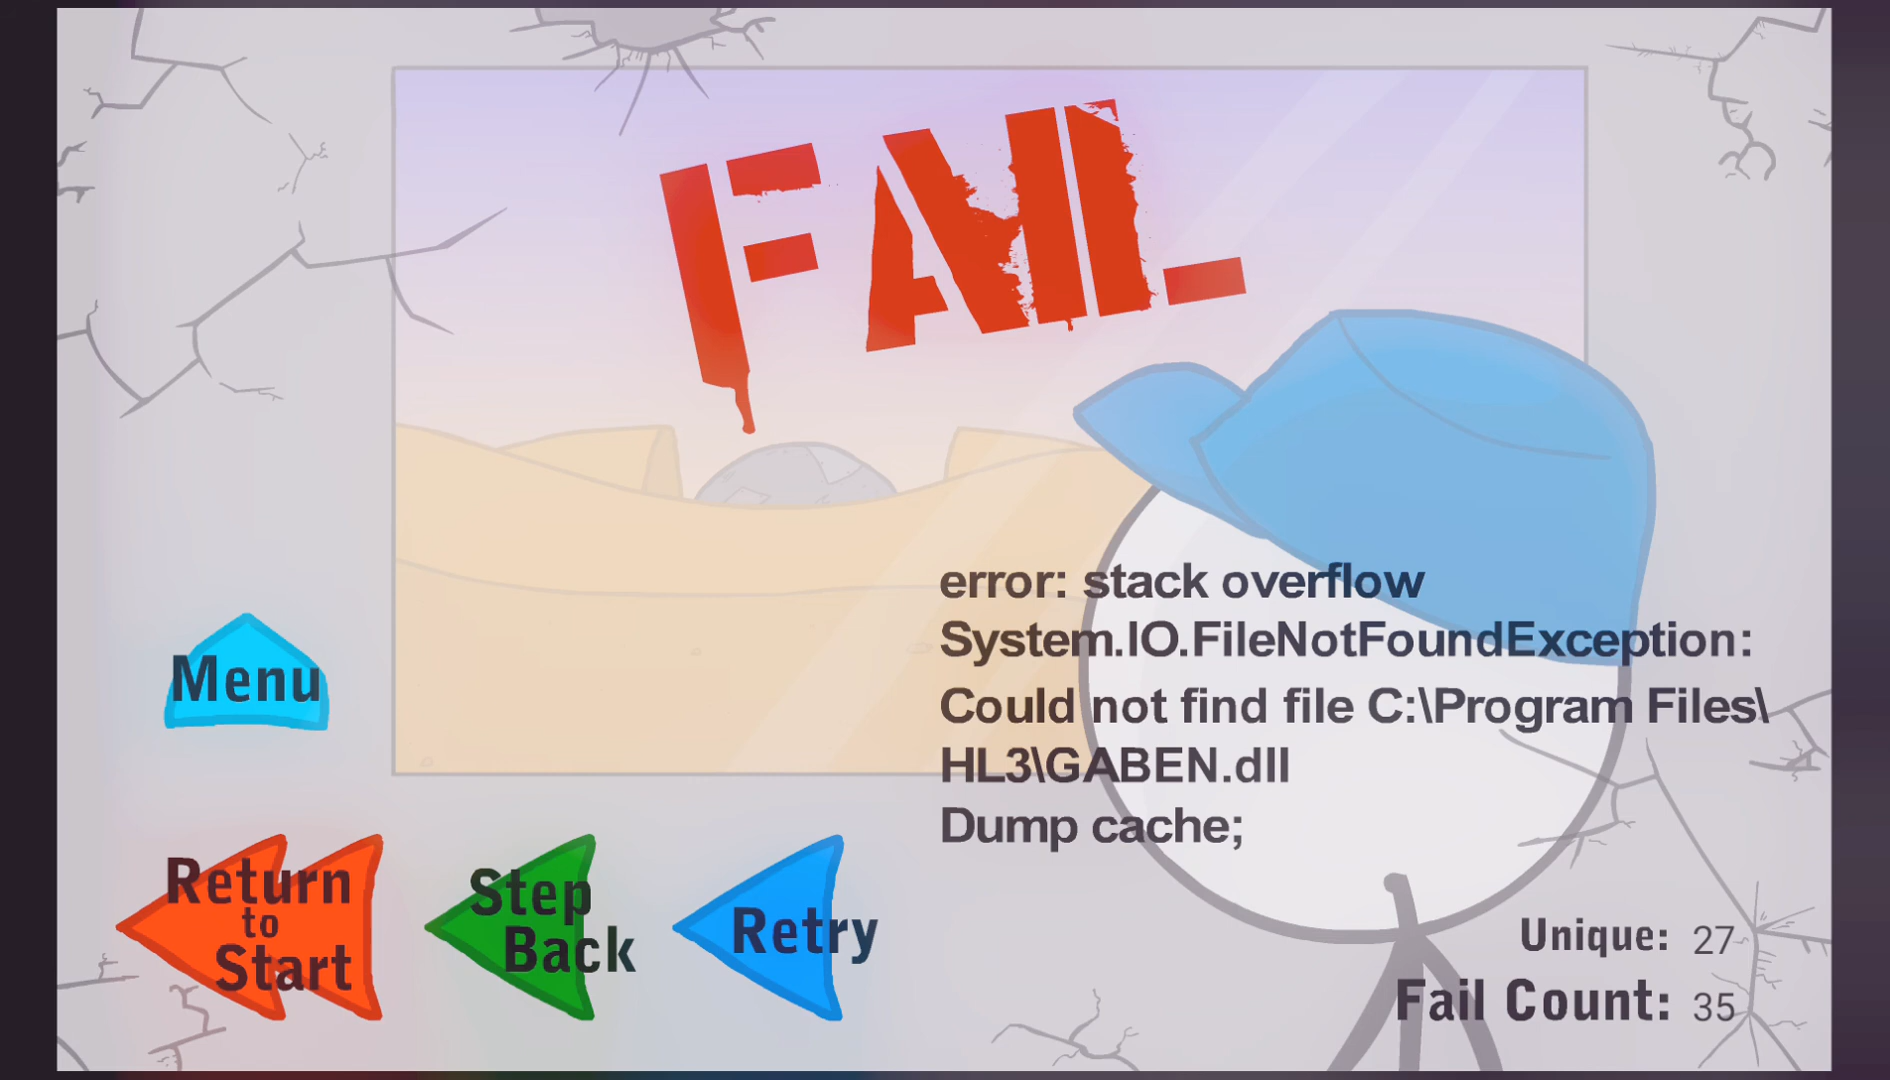 FAIL
error: stack overflow
System.IO.FileNotFoundException:
Could not find file C:\Program Files\
HL3\GABEN.dll
Dump cache;
Menu
Return
to
Start
Step
Back
Retry
Unique: 27
Fail Count: 35